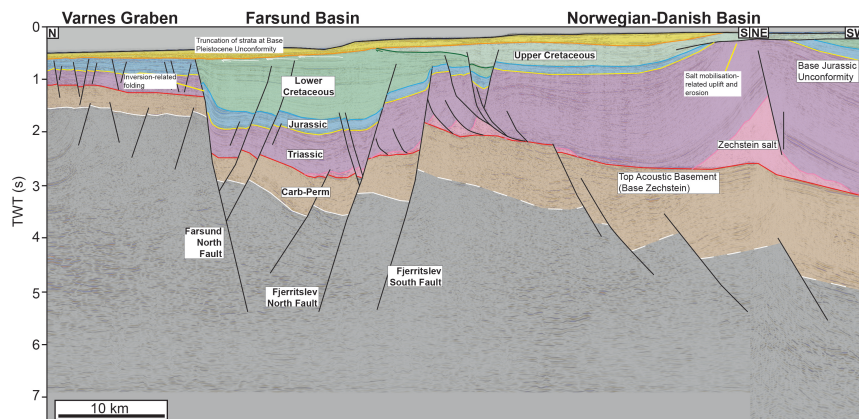 Varnes Graben
Farsund Basin
Norwegian-Danish Basin
0
1
2
3
4
5
6
7
TWT (s)
N
S NE
SW
Truncation of strata at Base
Pleistocene Unconformity
Inversion-related
folding
Lower
Cretaceous
Upper Cretaceous
Jurassic
Triassic
Carb-Perm
Salt mobilisation-
related uplift and
erosion
Base Jurassic
Unconformity
Zechstein salt
Top Acoustic Basement
(Base Zechstein)
Farsund
North
Fault
Fjerritslev
North Fault
Fjerritslev
South Fault
10 km